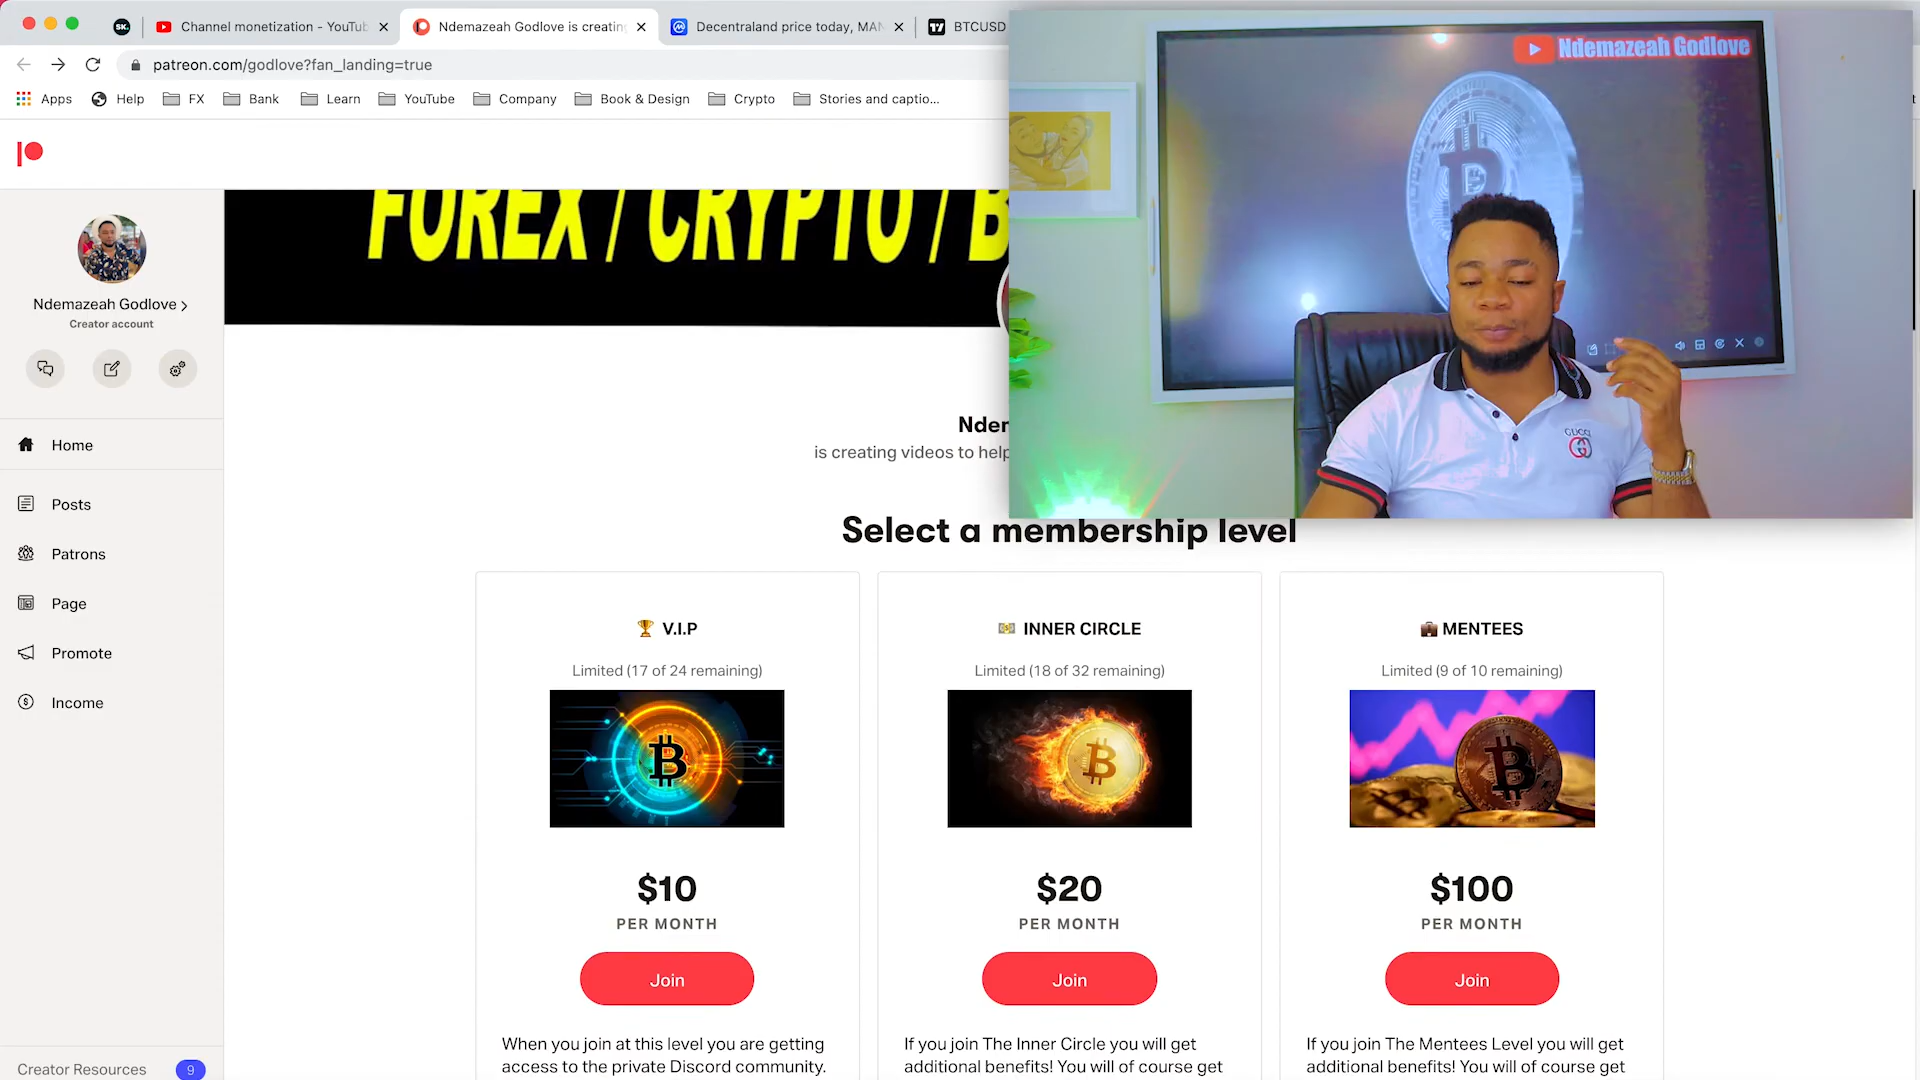 SK.
Channel monetization - YouTub
Ndemazeah Godlove is creating
Decentraland price today, MAN
BTCUSD
patreon.com/godlove?fan_landing=true
Apps
Help
FX
Bank
Learn
YouTube
Company
Book & Design
Crypto
Stories and captio...
Ndemazeah Godlove
FOREX / CRYPTO / B
Ndemazeah Godlove
Creator account
GUCCI
Ndem
is creating videos to help
Home
Posts
Patrons
Page
Promote
Income
Creator Resources
9
Select a membership level
V.I.P
Limited (17 of 24 remaining)
$10
PER MONTH
Join
When you join at this level you are getting
access to the private Discord community.
INNER CIRCLE
Limited (18 of 32 remaining)
$20
PER MONTH
Join
If you join The Inner Circle you will get
additional benefits! You will of course get
MENTEES
Limited (9 of 10 remaining)
$100
PER MONTH
Join
If you join The Mentees Level you will get
additional benefits! You will of course get